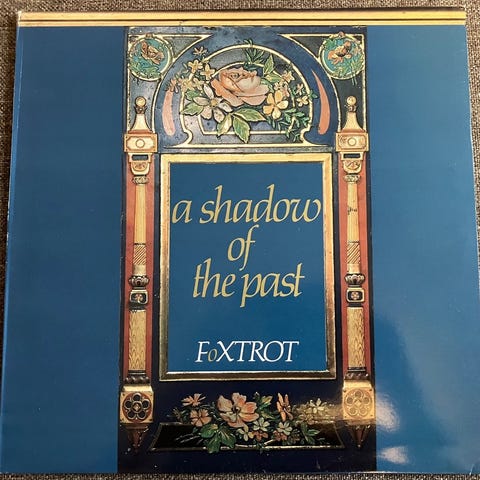 a shadow
of
the past
FoXTROT